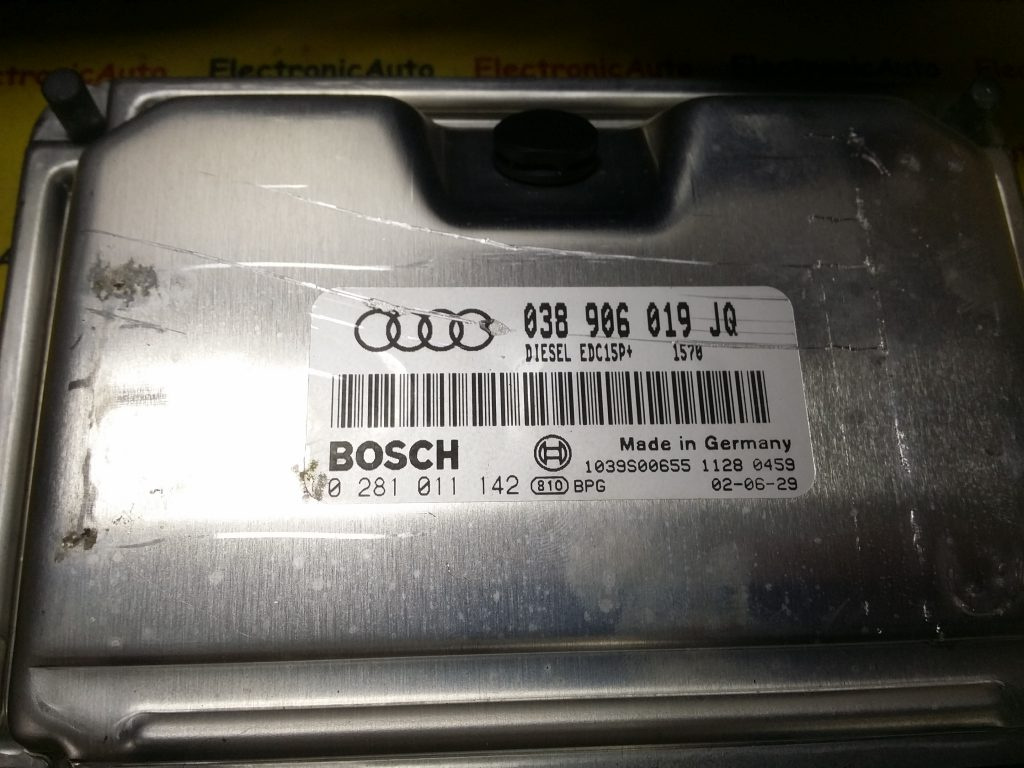 ElectronicAuto ElectronicAuto ElectronicAuto ElectronicAuto
038 906 019 JQ
DIESEL EDC15P+ 1570
BOSCH
Made in Germany
1039S00655 1128 0459
0 281 011 142 810 BPG 02-06-29